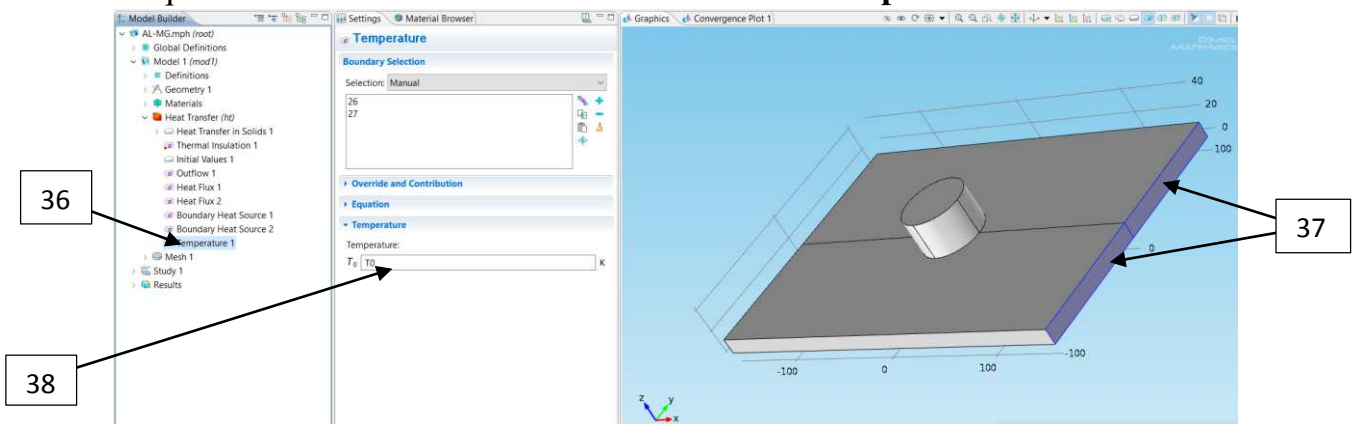 Model Builder
AL-MG.mph (root)
Global Definitions
Model 1 (mod1)
Definitions
Geometry 1
Materials
Heat Transfer (ht)
Heat Transfer in Solids 1
Thermal Insulation 1
Initial Values 1
Outflow 1
Heat Flux 1
Heat Flux 2
Boundary Heat Source 1
Boundary Heat Source 2
Temperature 1
Mesh 1
Study 1
Results
36
38
Settings Material Browser
Temperature
Boundary Selection
Selection: Manual
26
27
Override and Contribution
Equation
Temperature
Temperature:
T0 T0 K
Graphics Convergence Plot 1
COMSOL
MULTIPHYSICS
40
20
0
100
0
-100
-100
0
100
z y
x
37